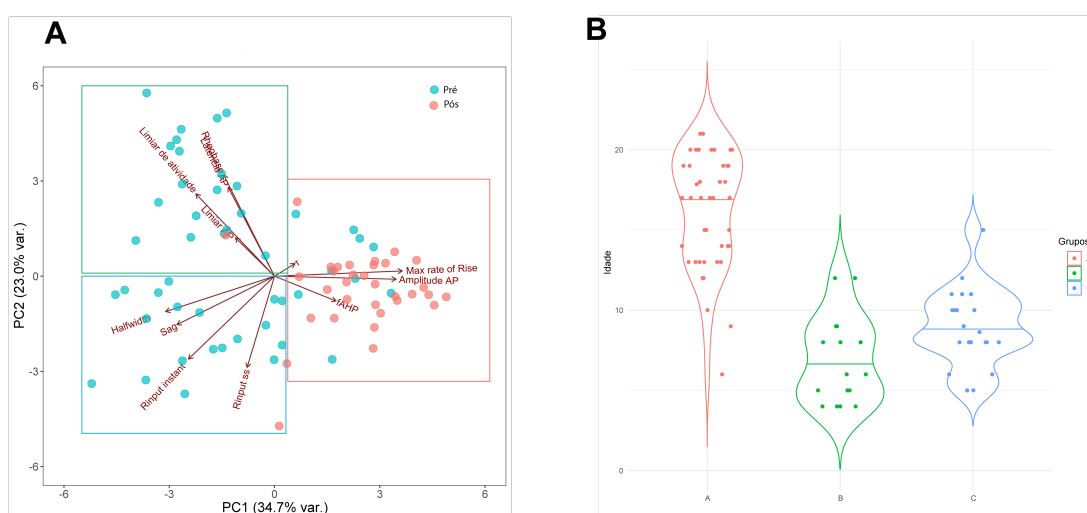 A
Pré
Pós
6
3
0
-3
-6
PC2 (23.0% var.)
-6
-3
0
3
6
PC1 (34.7% var.)
Limiar de atividade
Rheobase
Max rate of Rise
Amplitude AP
fAHP
Halfwidth
Sag
Rinput instant
Rinput ss
B
Idade
20
10
0
A
B
C
Grupos